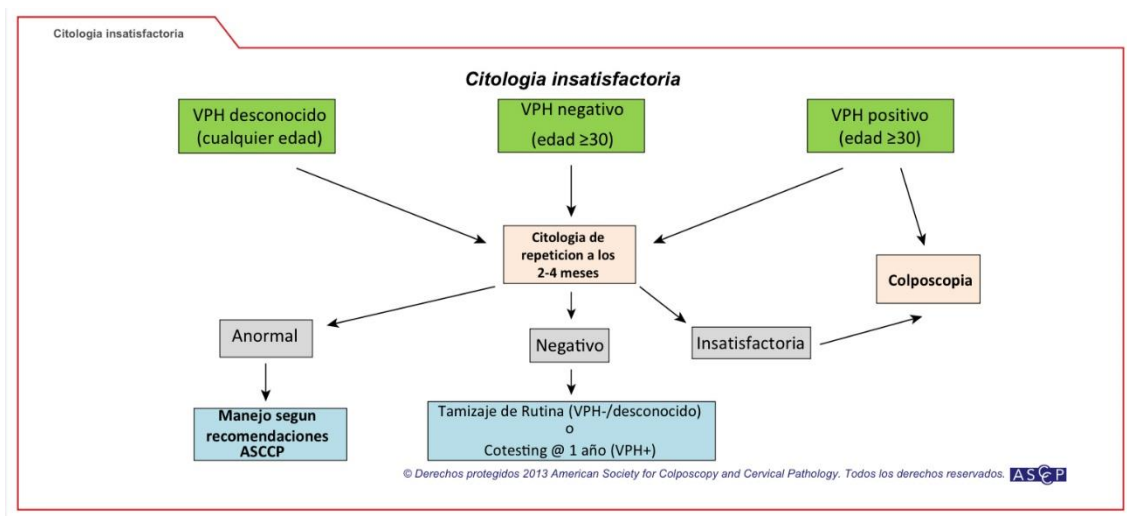 Citologia insatisfactoria
Citologia insatisfactoria
VPH desconocido
(cualquier edad)
VPH negativo
(edad ≥30)
VPH positivo
(edad ≥30)
Citologia de
repeticion a los
2-4 meses
Colposcopia
Anormal
Negativo
Insatisfactoria
Manejo segun
recomendaciones
ASCCP
Tamizaje de Rutina (VPH-/desconocido)
o
Cotesting @ 1 año (VPH+)
© Derechos protegidos 2013 American Society for Colposcopy and Cervical Pathology. Todos los derechos reservados.
ASCCP